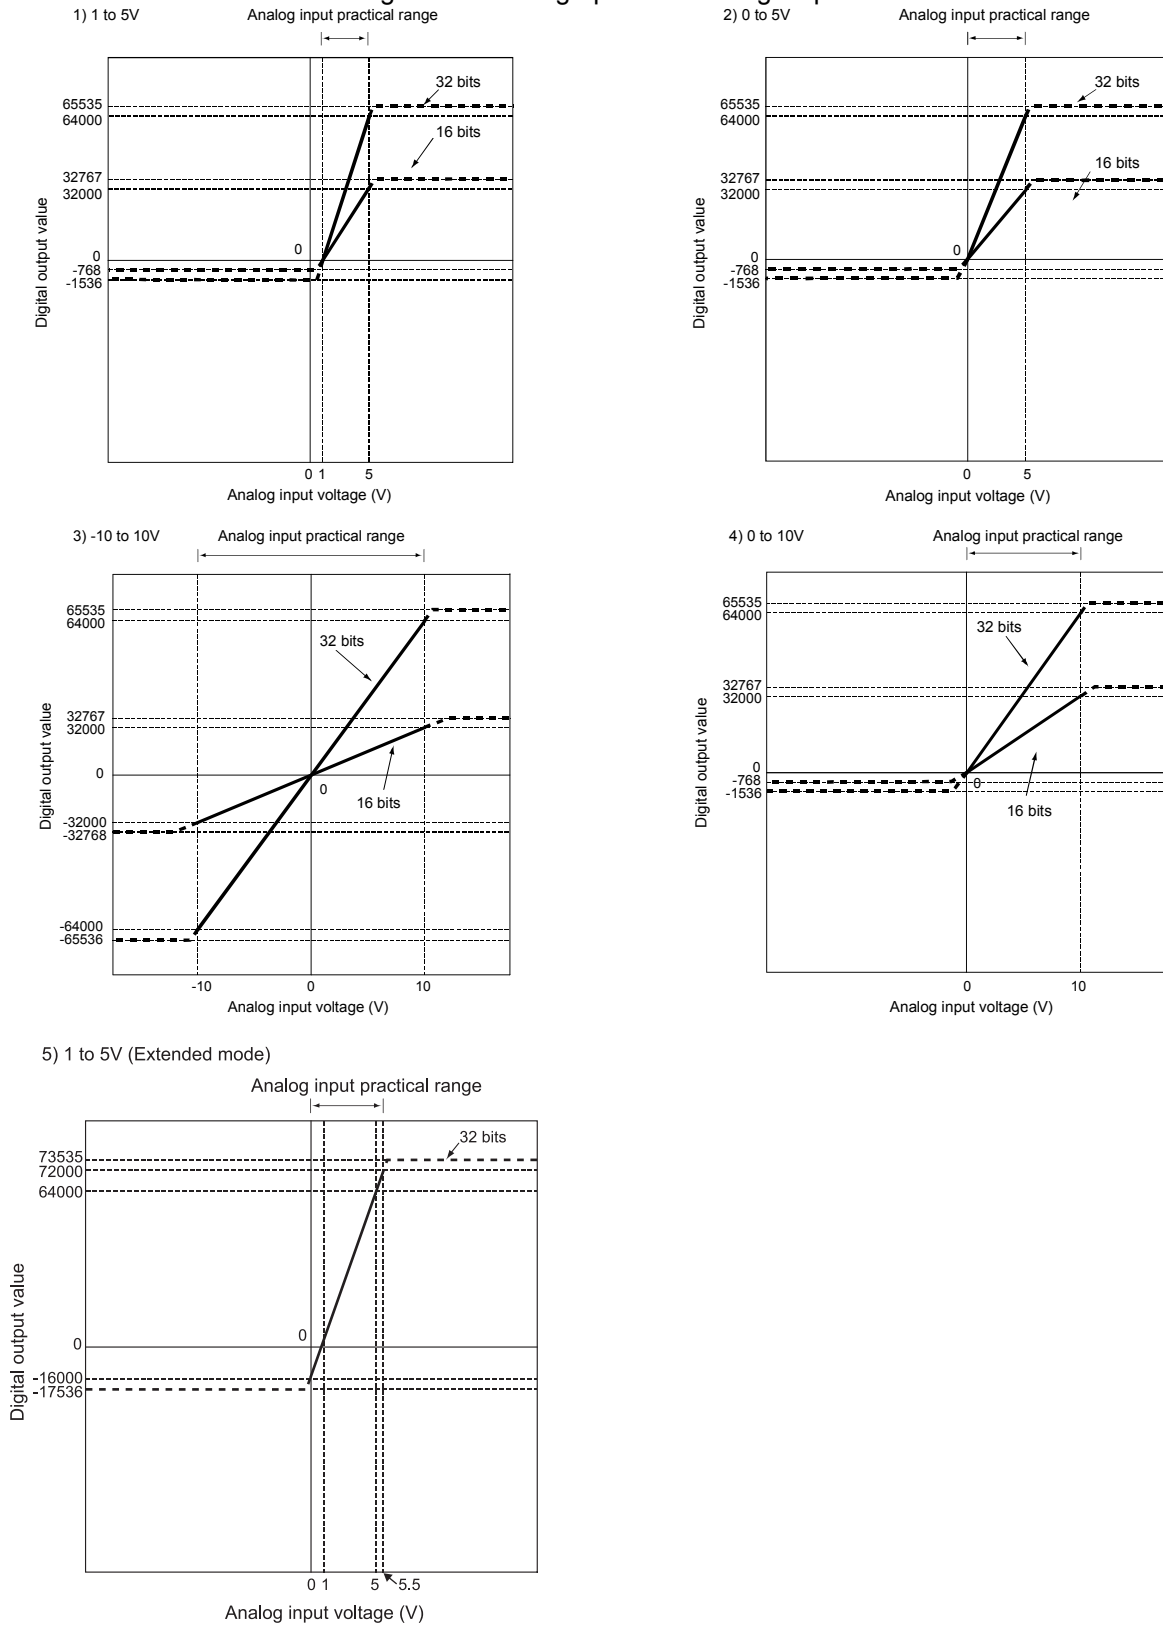 1) 1 to 5V
Analog input practical range
32 bits
65535
64000
16 bits
32767
32000
0
0
-768
-1536
Digital output value
0 1 5
Analog input voltage (V)
2) 0 to 5V
Analog input practical range
32 bits
65535
64000
16 bits
32767
32000
0
0
-768
-1536
Digital output value
0 5
Analog input voltage (V)
3) -10 to 10V
Analog input practical range
65535
64000
32 bits
32767
32000
0
0
16 bits
-32000
-32768
-64000
-65536
Digital output value
-10 0 10
Analog input voltage (V)
4) 0 to 10V
Analog input practical range
65535
64000
32 bits
32767
32000
0
0
-768
-1536
16 bits
Digital output value
0 10
Analog input voltage (V)
5) 1 to 5V (Extended mode)
Analog input practical range
32 bits
73535
72000
64000
0
0
-16000
-17536
Digital output value
0 1 5 5.5
Analog input voltage (V)